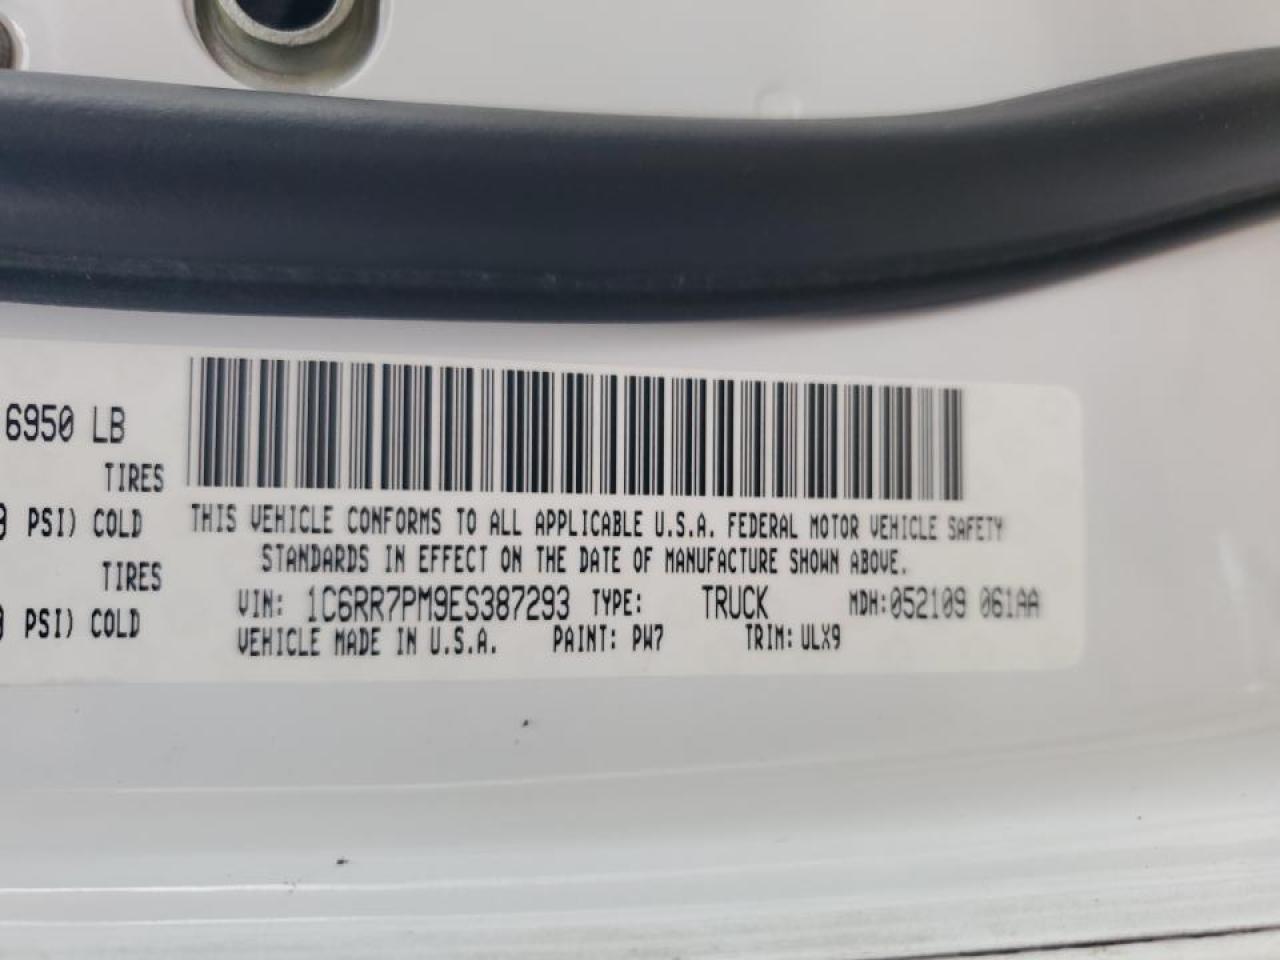 6950 LB
TIRES
PSI) COLD
TIRES
PSI) COLD
THIS VEHICLE CONFORMS TO ALL APPLICABLE U.S.A. FEDERAL MOTOR VEHICLE SAFETY
STANDARDS IN EFFECT ON THE DATE OF MANUFACTURE SHOWN ABOVE.
VIN: 1C6RR7PM9ES387293 TYPE: TRUCK MDH: 052109 061AA
VEHICLE MADE IN U.S.A. PAINT: PW7 TRIM: ULX9